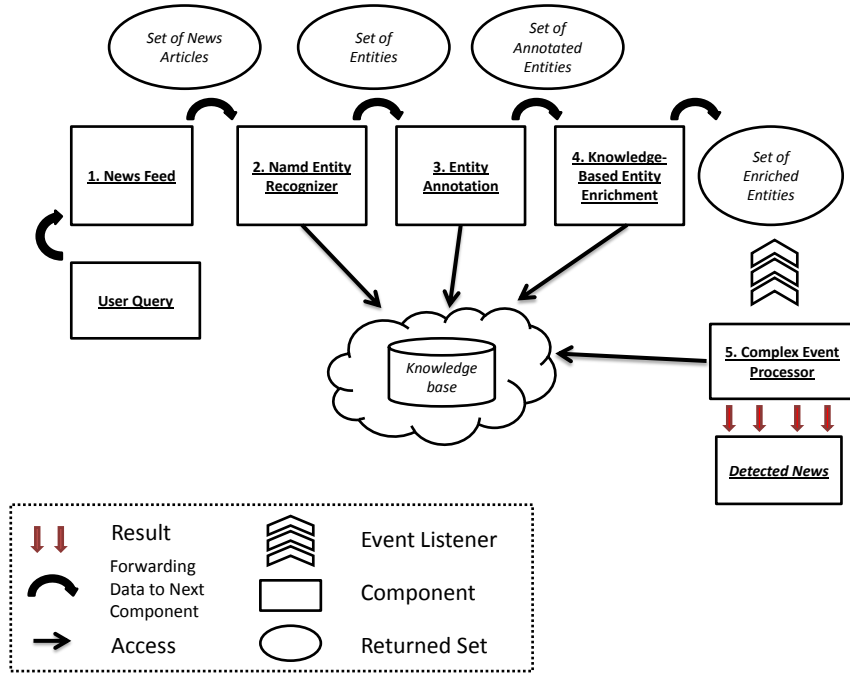 Set of News
Articles
Set of
Entities
Set of
Annotated
Entities
1. News Feed
2. Namd Entity
Recognizer
3. Entity
Annotation
4. Knowledge-
Based Entity
Enrichment
Set of
Enriched
Entities
User Query
Knowledge
base
5. Complex Event
Processor
Detected News
Result
Event Listener
Forwarding
Data to Next
Component
Component
Access
Returned Set